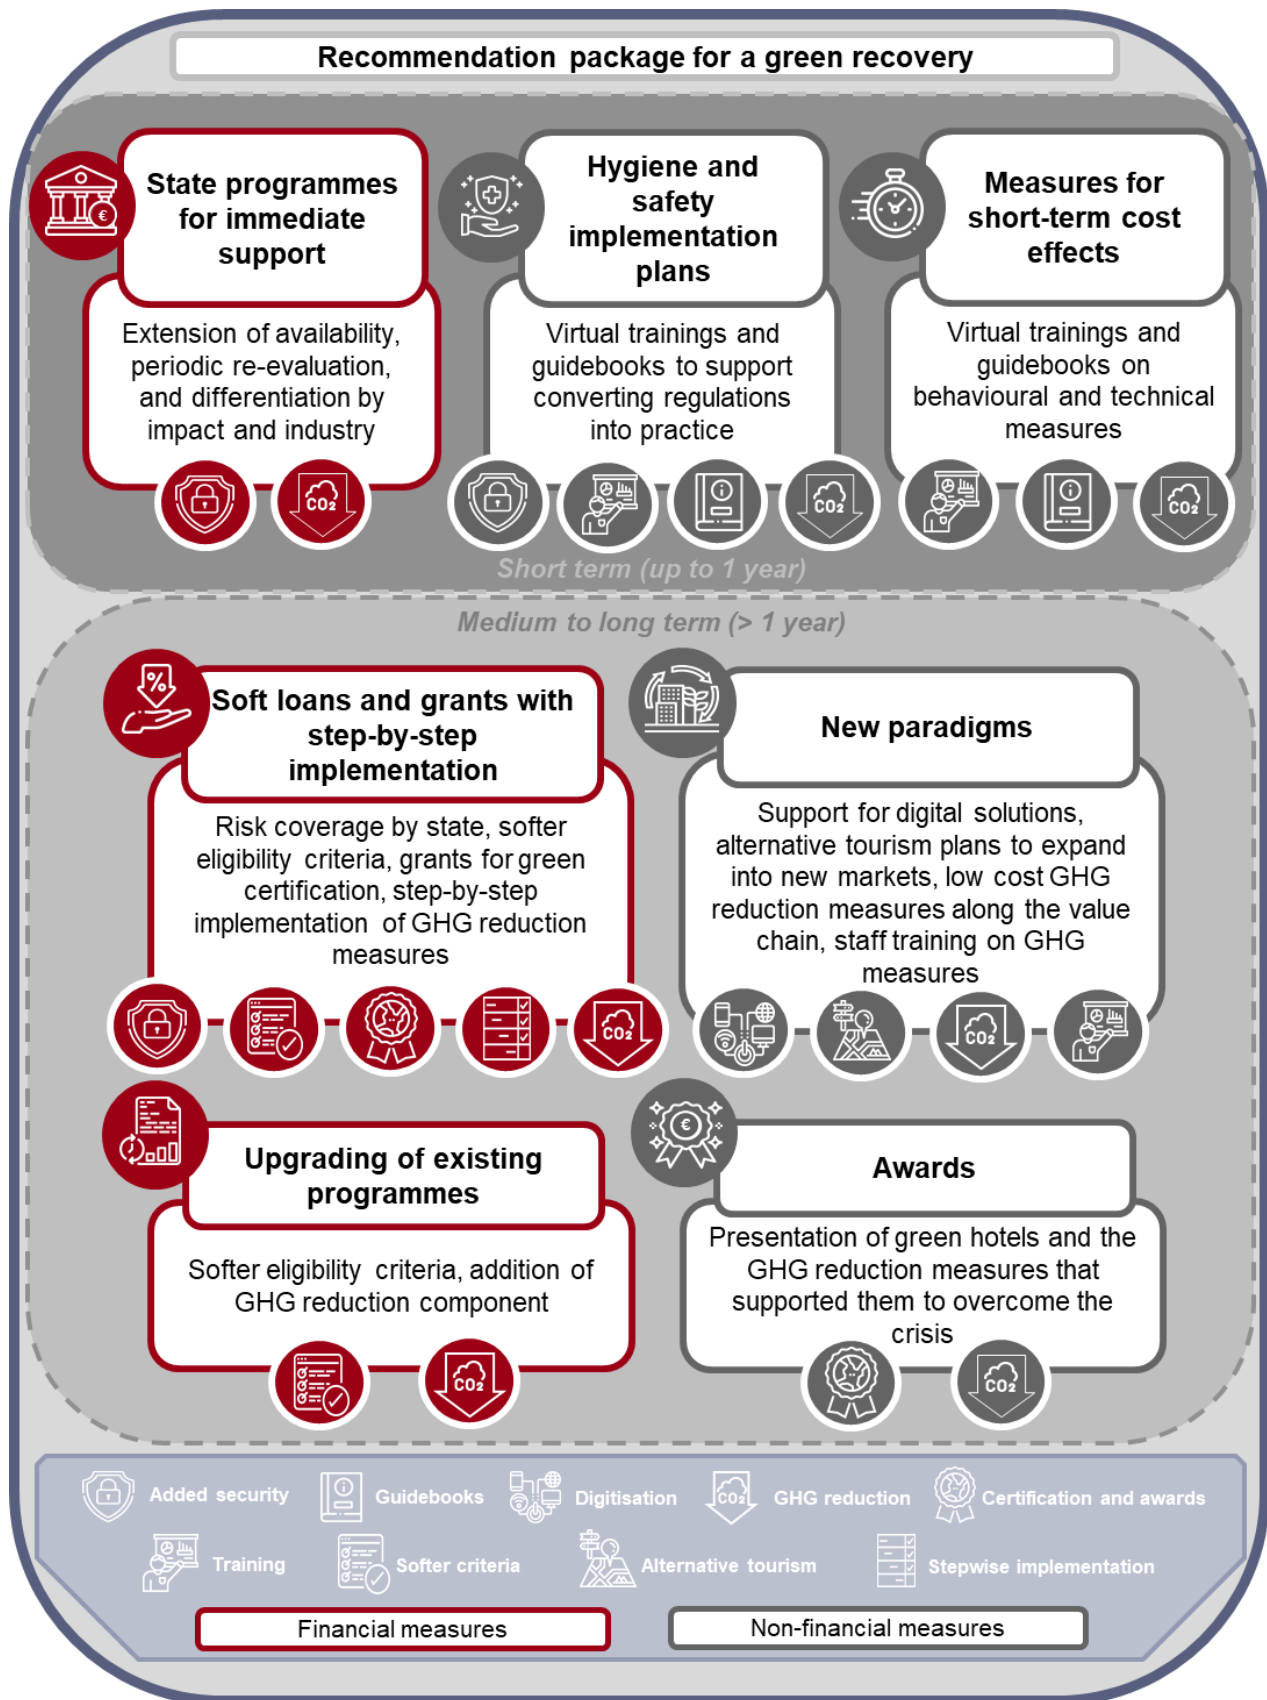 Recommendation package for a green recovery
State programmes
for immediate
support
Extension of availability,
periodic re-evaluation,
and differentiation by
impact and industry
€
CO₂
Hygiene and
safety
implementation
plans
Virtual trainings and
guidebooks to support
converting regulations
into practice
CO₂
Measures for
short-term cost
effects
Virtual trainings and
guidebooks on
behavioural and technical
measures
CO₂
Short term (up to 1 year)
Medium to long term (> 1 year)
%
Soft loans and grants with
step-by-step
implementation
Risk coverage by state, softer
eligibility criteria, grants for green
certification, step-by-step
implementation of GHG reduction
measures
CO₂
New paradigms
Support for digital solutions,
alternative tourism plans to expand
into new markets, low cost GHG
reduction measures along the value
chain, staff training on GHG
measures
CO₂
Upgrading of existing
programmes
Softer eligibility criteria, addition of
GHG reduction component
CO₂
€
Awards
Presentation of green hotels and the
GHG reduction measures that
supported them to overcome the
crisis
CO₂
Added security
Guidebooks
Digitisation
CO₂
GHG reduction
Certification and awards
Training
Softer criteria
Alternative tourism
Stepwise implementation
Financial measures
Non-financial measures